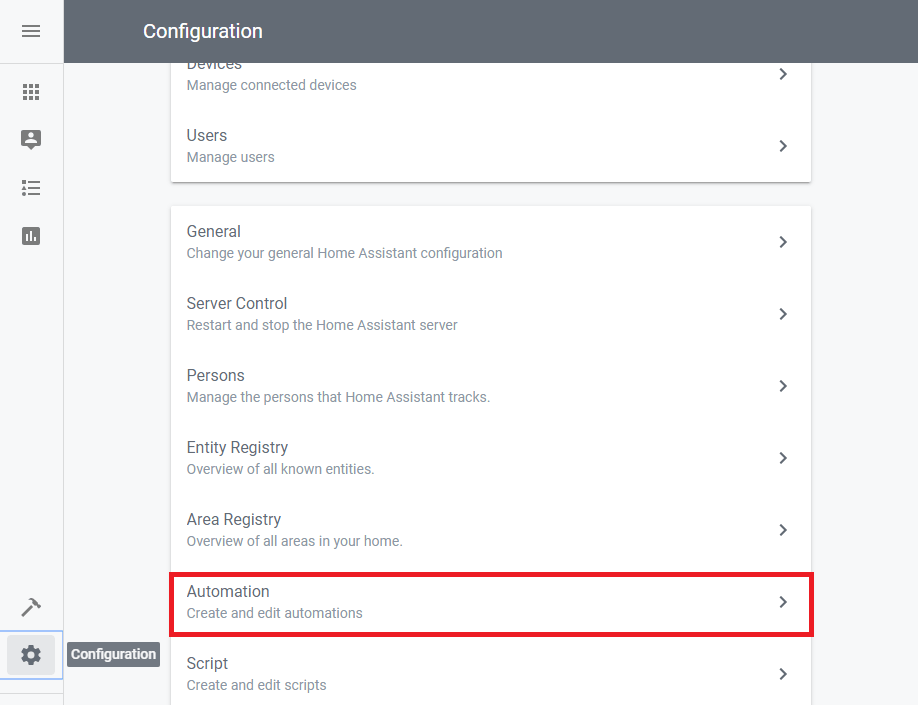 Configuration
Devices
Manage connected devices
Users
Manage users
General
Change your general Home Assistant configuration
Server Control
Restart and stop the Home Assistant server
Persons
Manage the persons that Home Assistant tracks.
Entity Registry
Overview of all known entities.
Area Registry
Overview of all areas in your home.
Automation
Create and edit automations
Configuration
Script
Create and edit scripts